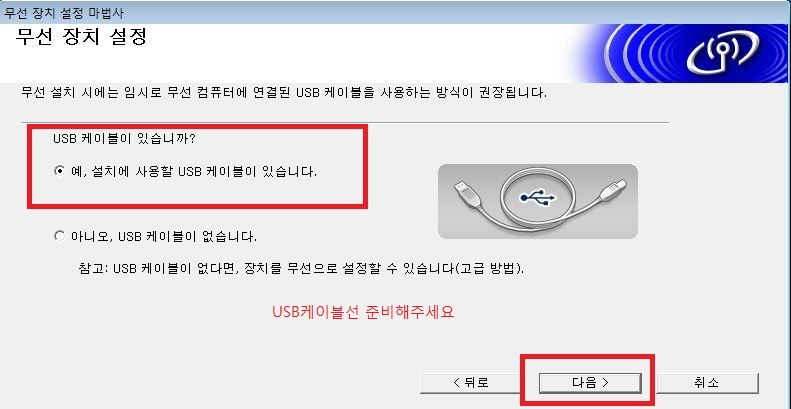 무선 장치 설정 마법사
무선 장치 설정
무선 설치 시에는 임시로 무선 컴퓨터에 연결된 USB 케이블을 사용하는 방식이 권장됩니다.
USB 케이블이 있습니까?
예, 설치에 사용할 USB 케이블이 있습니다.
아니오, USB 케이블이 없습니다.
참고: USB 케이블이 없다면, 장치를 무선으로 설정할 수 있습니다(고급 방법).
USB케이블선 준비해주세요
< 뒤로 다음 > 취소